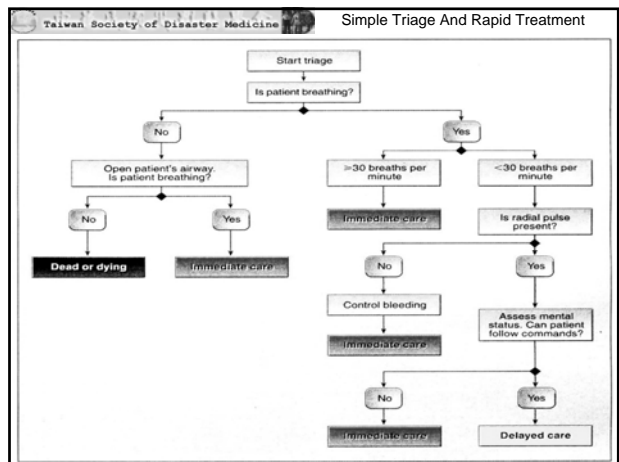 Taiwan Society of Disaster Medicine
Simple Triage And Rapid Treatment
Start triage
Is patient breathing?
No
Yes
Open patient's airway.
Is patient breathing?
≥30 breaths per
minute
<30 breaths per
minute
No
Yes
Immediate care
Is radial pulse
present?
Dead or dying
Immediate care
No
Yes
Control bleeding
Assess mental
status. Can patient
follow commands?
Immediate care
No
Yes
Immediate care
Delayed care